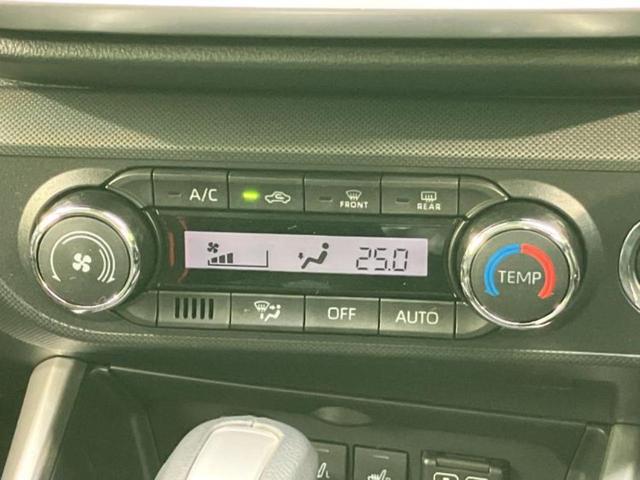 A/C FRONT REAR
25.0
TEMP
OFF AUTO